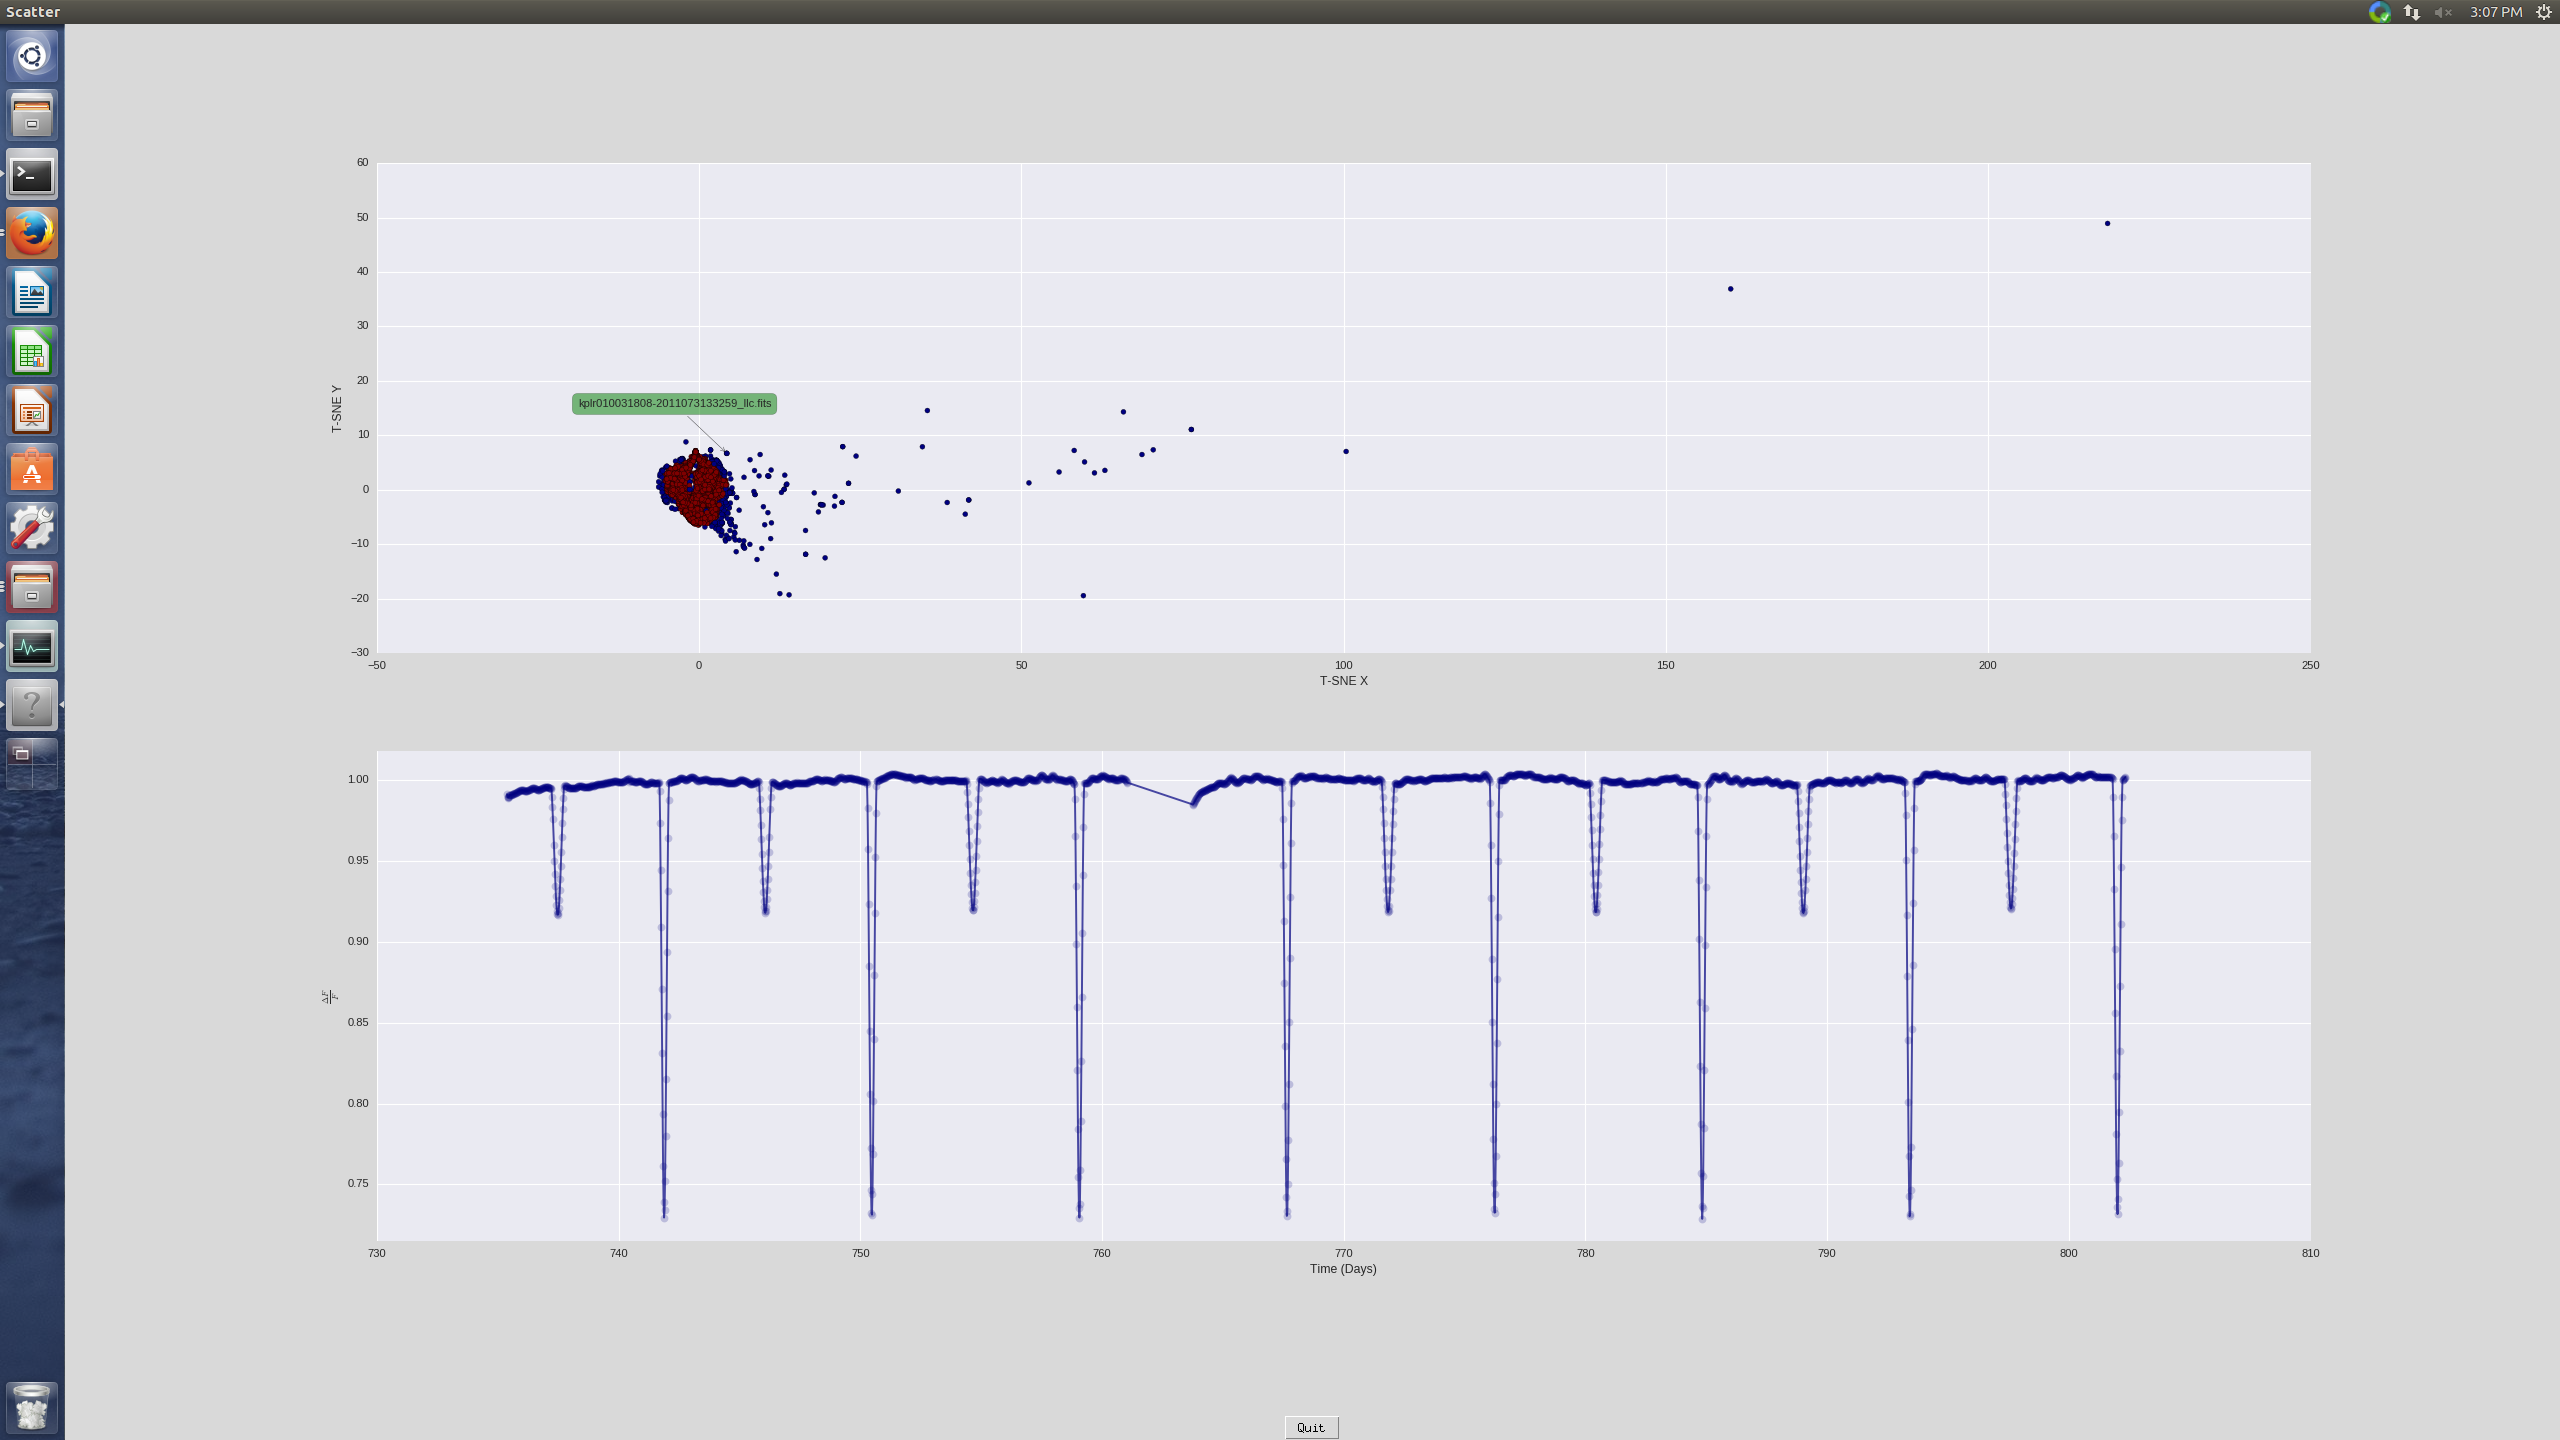 Scatter
3:07 PM
60
50
40
30
20
10
0
−10
−20
−30
T-SNE Y
kplr010031808-2011073133259_llc.fits
−50 0 50 100 150 200 250
T-SNE X
1.00
0.95
0.90
0.85
0.80
0.75
ΔF
F
730 740 750 760 770 780 790 800 810
Time (Days)
Quit